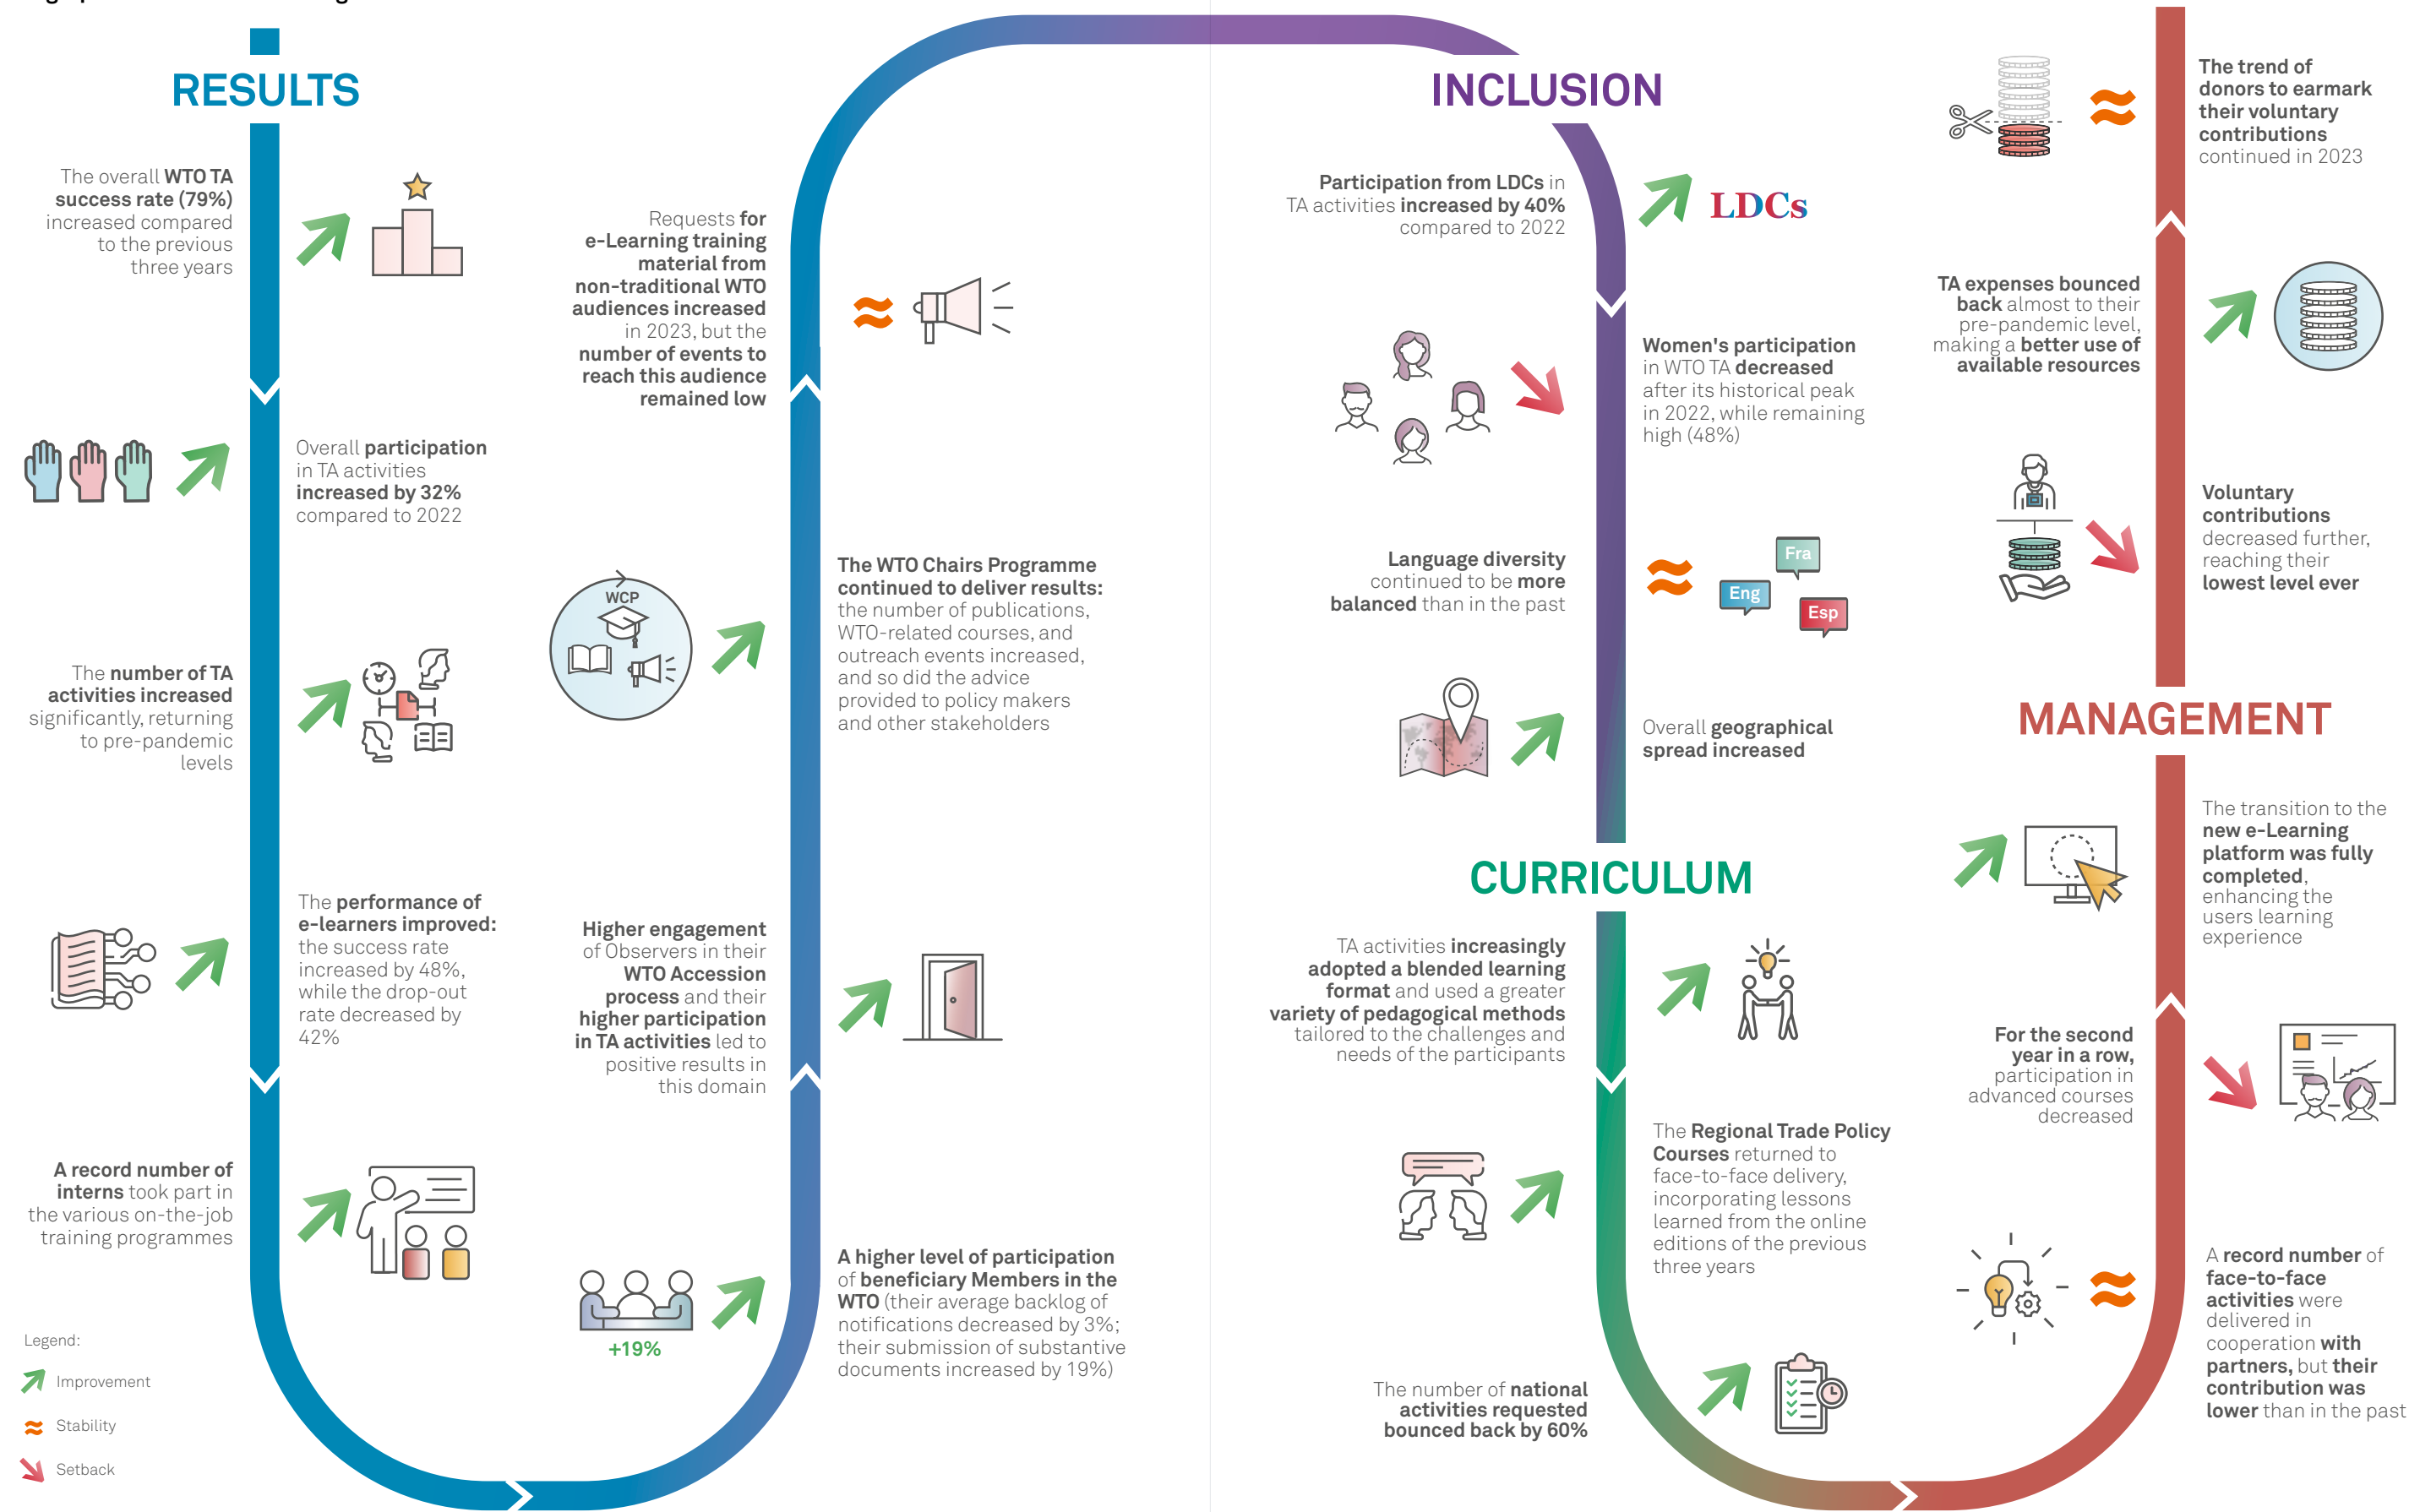 RESULTS
The overall WTO TA
success rate (79%)
increased compared
to the previous
three years
Overall participation
in TA activities
increased by 32%
compared to 2022
The number of TA
activities increased
significantly, returning
to pre-pandemic
levels
The performance of
e-learners improved:
the success rate
increased by 48%,
while the drop-out
rate decreased by
42%
A record number of
interns took part in
the various on-the-job
training programmes
Legend:
Improvement
Stability
Setback
+19%
A higher level of participation
of beneficiary Members in the
WTO (their average backlog of
notifications decreased by 3%;
their submission of substantive
documents increased by 19%)
Higher engagement
of Observers in their
WTO Accession
process and their
higher participation
in TA activities led to
positive results in
this domain
WCP
The WTO Chairs Programme
continued to deliver results:
the number of publications,
WTO-related courses, and
outreach events increased,
and so did the advice
provided to policy makers
and other stakeholders
Requests for
e-Learning training
material from
non-traditional WTO
audiences increased
in 2023, but the
number of events to
reach this audience
remained low
INCLUSION
Participation from LDCs in
TA activities increased by 40%
compared to 2022
LDCs
Women's participation
in WTO TA decreased
after its historical peak
in 2022, while remaining
high (48%)
Language diversity
continued to be more
balanced than in the past
Fra
Eng
Esp
Overall geographical
spread increased
CURRICULUM
TA activities increasingly
adopted a blended learning
format and used a greater
variety of pedagogical methods
tailored to the challenges and
needs of the participants
The Regional Trade Policy
Courses returned to
face-to-face delivery,
incorporating lessons
learned from the online
editions of the previous
three years
The number of national
activities requested
bounced back by 60%
A record number of
face-to-face
activities were
delivered in
cooperation with
partners, but their
contribution was
lower than in the past
For the second
year in a row,
participation in
advanced courses
decreased
The transition to the
new e-Learning
platform was fully
completed,
enhancing the
users learning
experience
MANAGEMENT
Voluntary
contributions
decreased further,
reaching their
lowest level ever
TA expenses bounced
back almost to their
pre-pandemic level,
making a better use of
available resources
The trend of
donors to earmark
their voluntary
contributions
continued in 2023